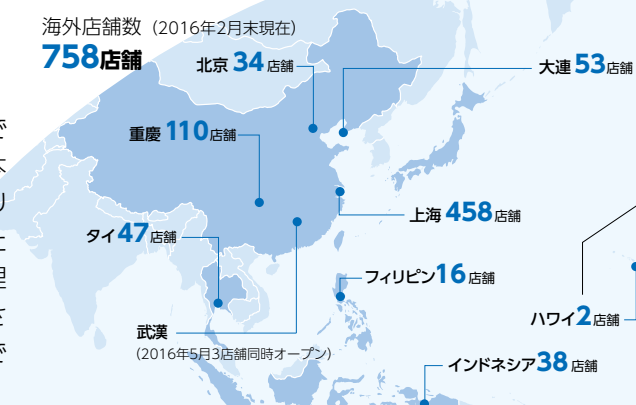 海外店舗数（2016年2月末現在）
758店舗
北京 34店舗
大連 53店舗
重慶 110店舗
上海 458店舗
タイ47店舗
フィリピン16店舗
ハワイ2店舗
武漢
（2016年5月3店舗同時オープン）
インドネシア38店舗